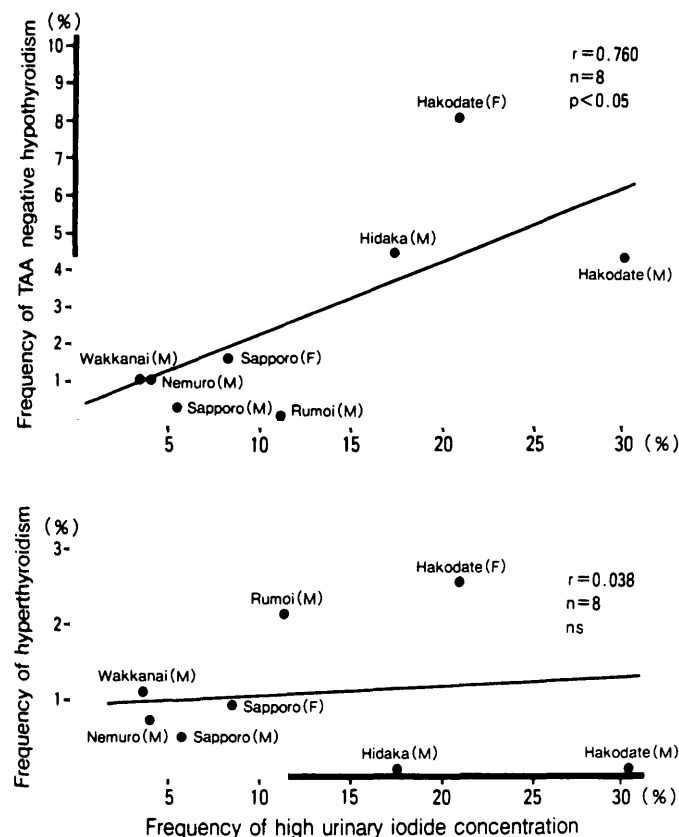 (%)
Frequency of TAA negative hypothyroidism
10-
9-
8-
7-
6-
5-
4-
3-
2-
1-
r=0.760
n=8
p<0.05
Hakodate(F)
Hidaka(M)
Hakodate(M)
Wakkanai(M)
Sapporo(F)
Nemuro(M)
Sapporo(M)
Rumoi(M)
5 10 15 20 25 30 (%)
(%)
Frequency of hyperthyroidism
3-
2-
1-
r=0.038
n=8
ns
Hakodate(F)
Rumoi(M)
Wakkanai(M)
Sapporo(F)
Nemuro(M)
Sapporo(M)
Hidaka(M)
Hakodate(M)
5 10 15 20 25 30 (%)
Frequency of high urinary iodide concentration